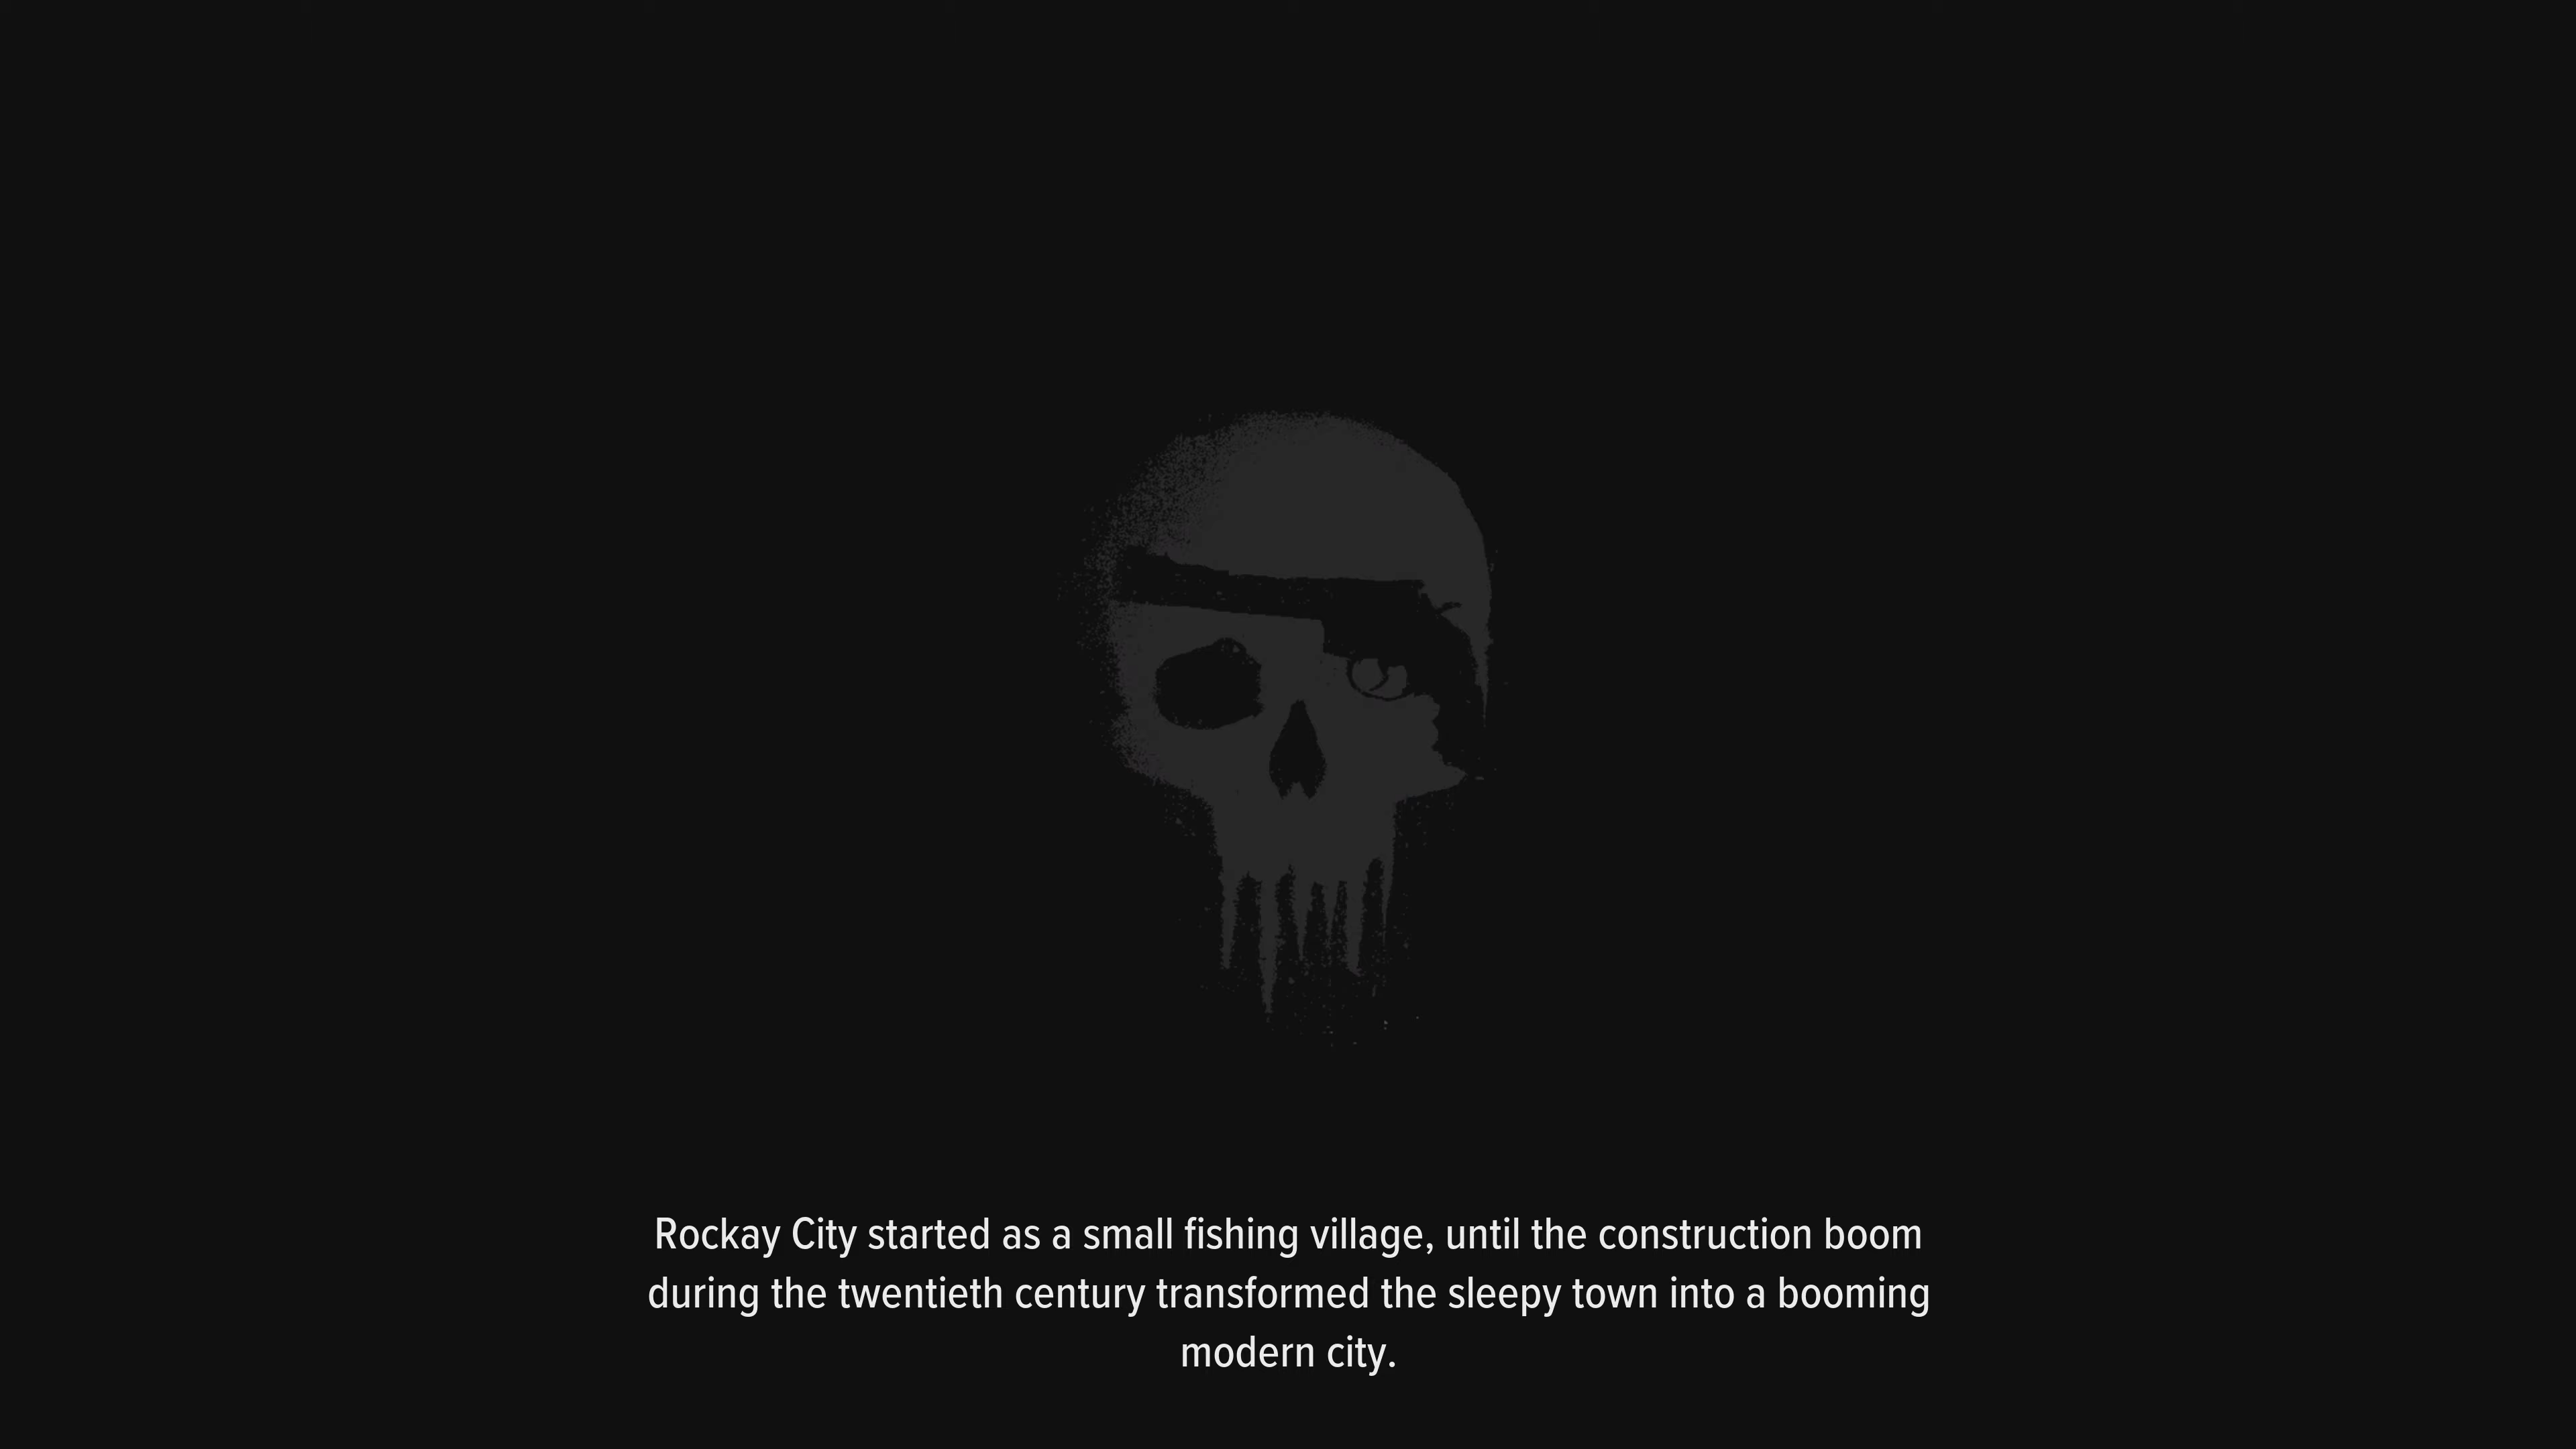 Rockay City started as a small fishing village, until the construction boom
during the twentieth century transformed the sleepy town into a booming
modern city.